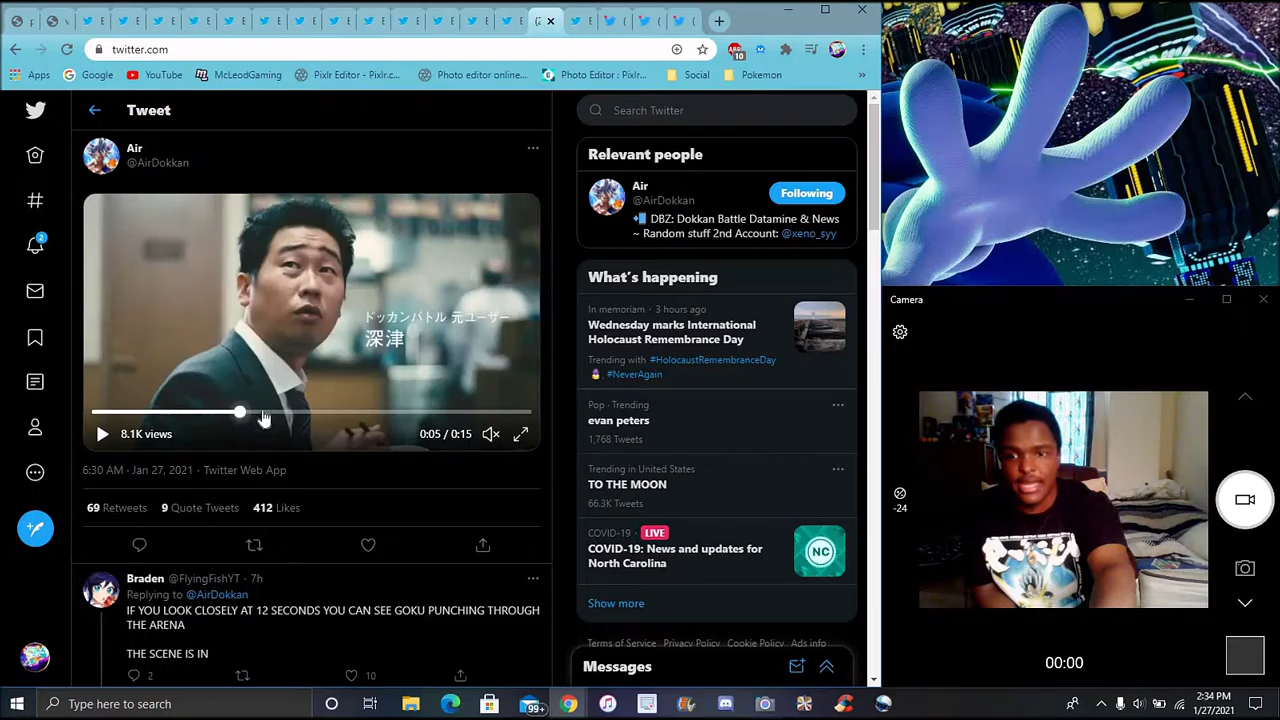 twitter.com
10
Apps
Google
YouTube
McLeodGaming
Pixlr Editor - Pixlr.c...
Photo editor online...
Photo Editor : Pixlr...
Social
Pokemon
»
Tweet
Air
@AirDokkan
ドッカンバトル 元ユーザー
深津
8.1K views
0:05 / 0:15
6:30 AM · Jan 27, 2021 · Twitter Web App
69 Retweets 9 Quote Tweets 412 Likes
Braden @FlyingFishYT · 7h
Replying to @AirDokkan
IF YOU LOOK CLOSELY AT 12 SECONDS YOU CAN SEE GOKU PUNCHING THROUGH
THE ARENA
THE SCENE IS IN
2
10
2
Search Twitter
Relevant people
Air
@AirDokkan
Following
DBZ: Dokkan Battle Datamine & News
~ Random stuff 2nd Account: @xeno_syy
What's happening
In memoriam · 3 hours ago
Wednesday marks International
Holocaust Remembrance Day
Trending with #HolocaustRemembranceDay
, #NeverAgain
Pop · Trending
evan peters
1,768 Tweets
Trending in United States
TO THE MOON
66.3K Tweets
COVID-19 · LIVE
COVID-19: News and updates for
North Carolina
NC
Show more
Terms of Service Privacy Policy Cookie Policy Ads info
Messages
Camera
-24
00:00
Type here to search
99+
2:34 PM
1/27/2021